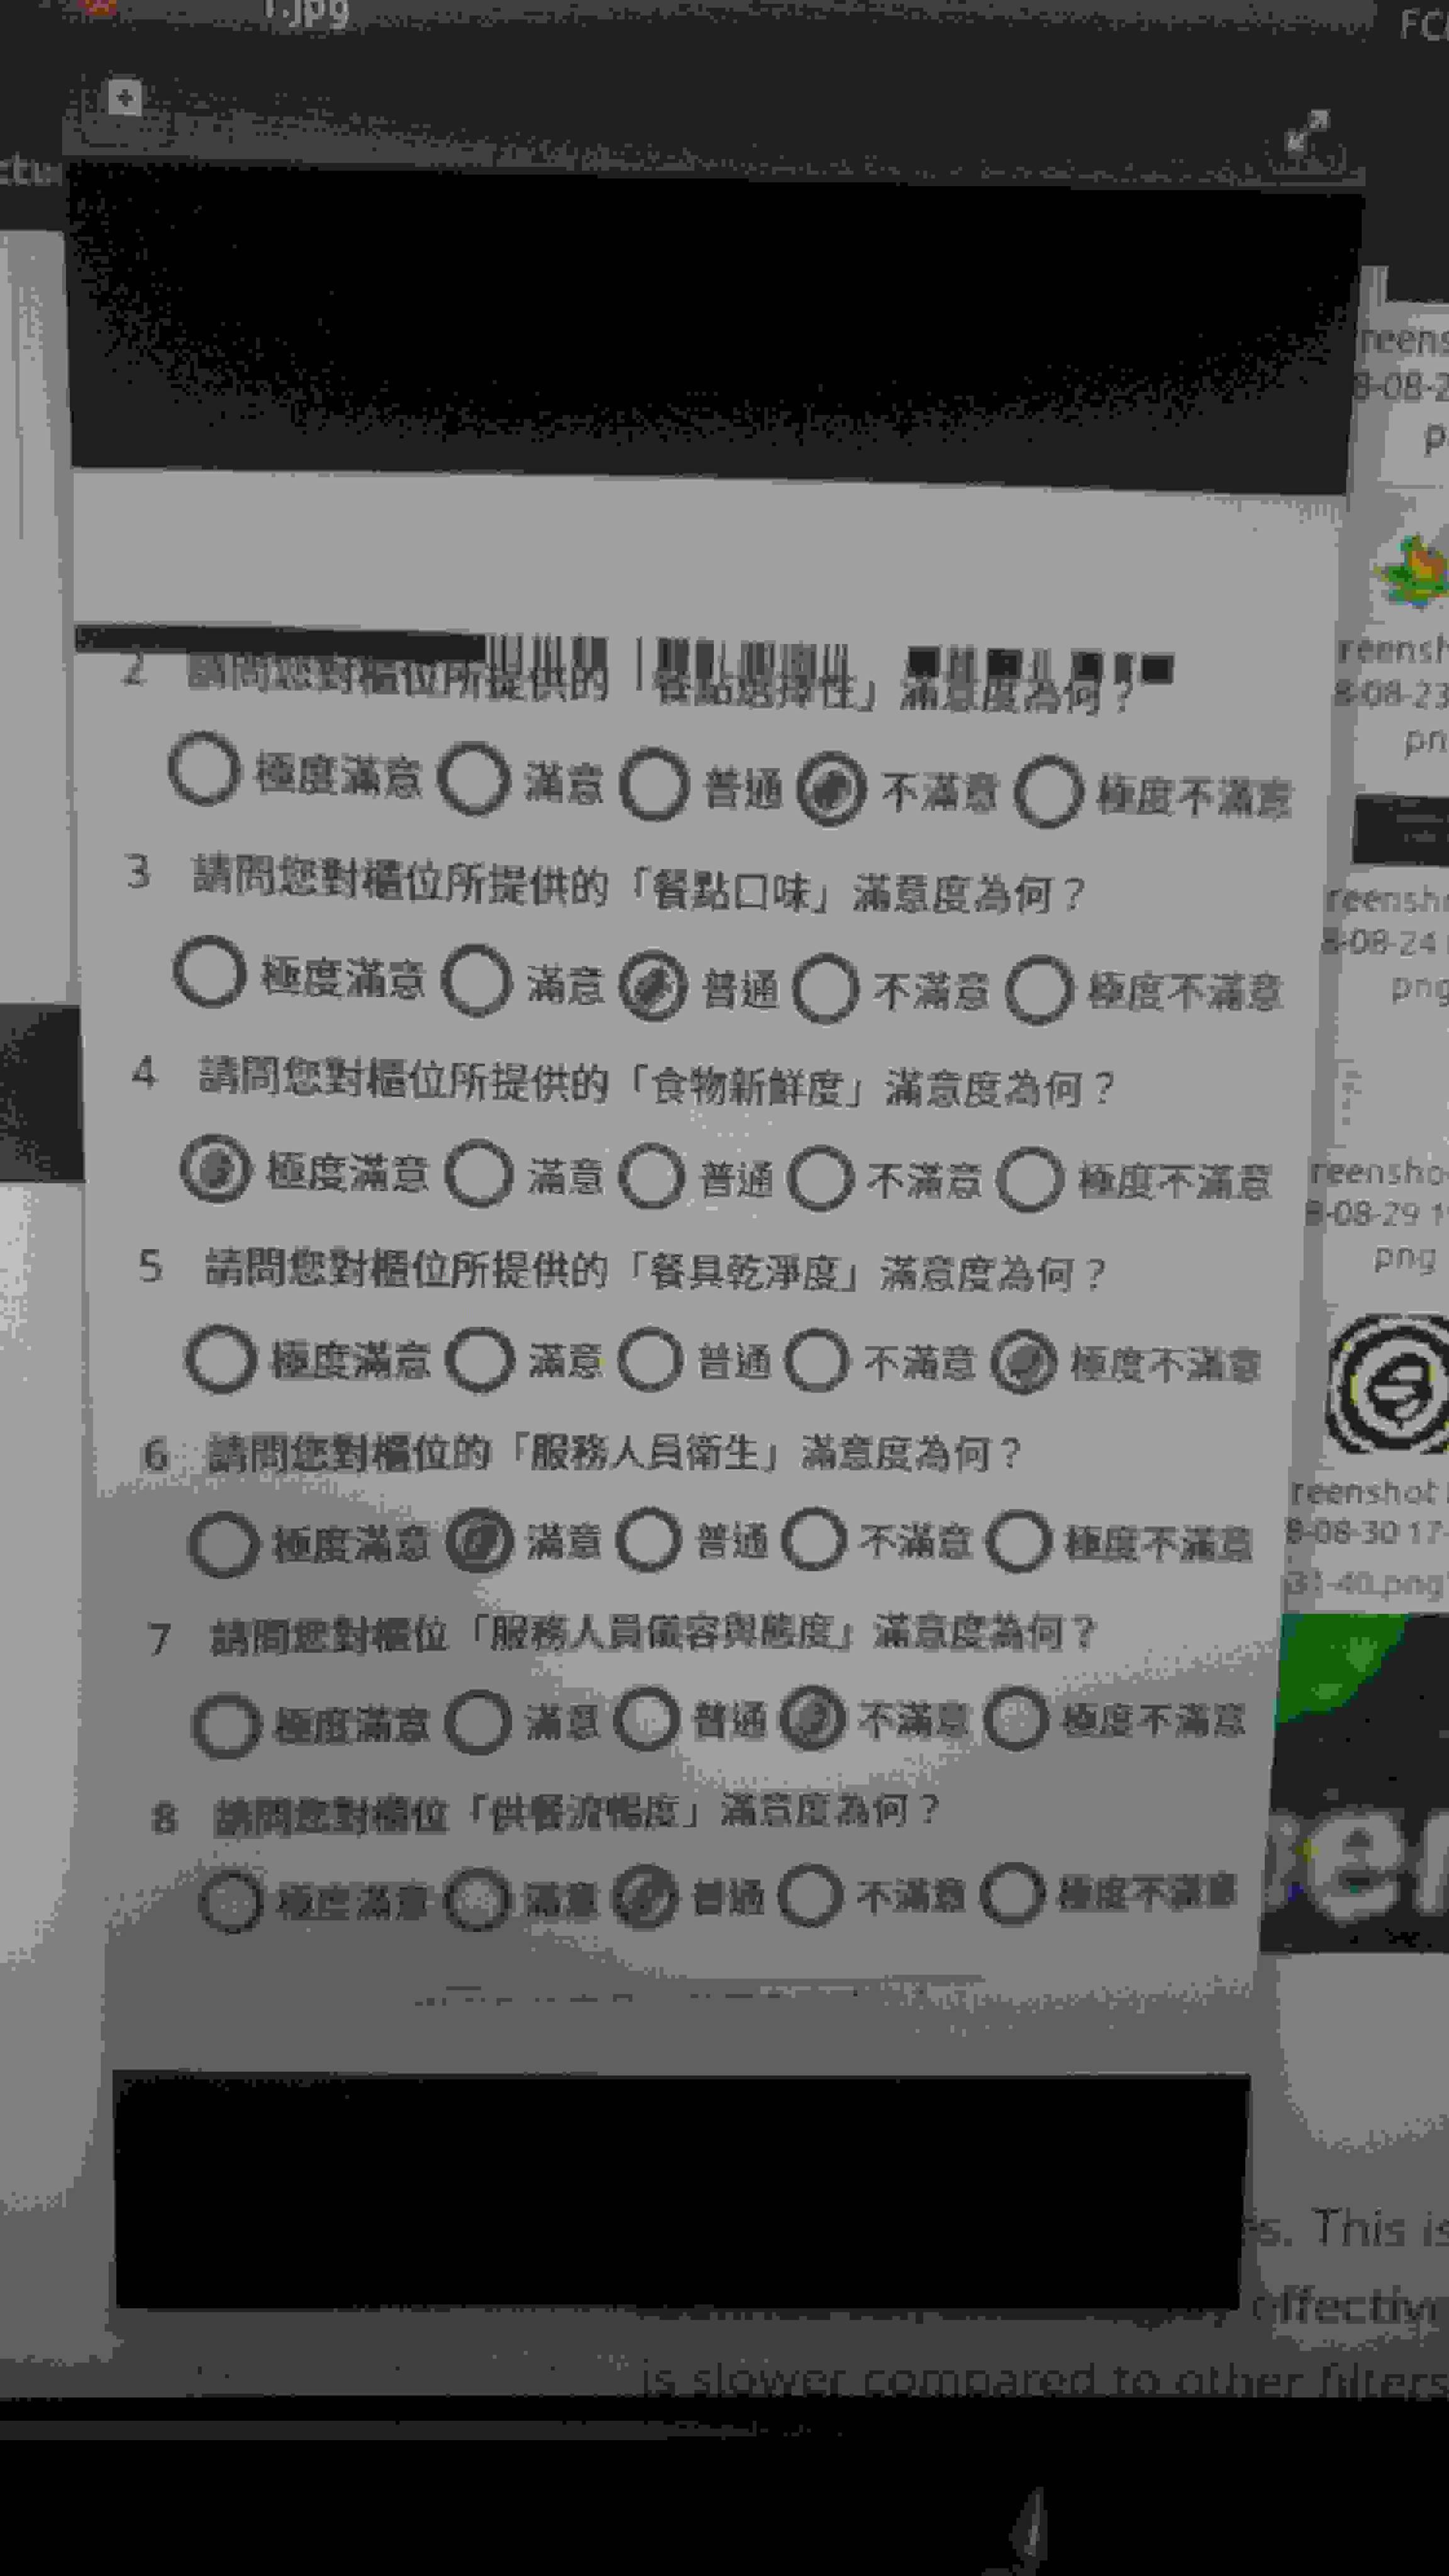 1.jpg
FC
ctu
reens
8-08-2
p
2 請問您對櫃位所提供的「餐點選擇性」滿意度為何？
reensh
8-08-23
pn
極度滿意 滿意 普通 不滿意 極度不滿意
3 請問您對櫃位所提供的「餐點口味」滿意度為何？
reensh
8-08-24
png
極度滿意 滿意 普通 不滿意 極度不滿意
4 請問您對櫃位所提供的「食物新鮮度」滿意度為何？
極度滿意 滿意 普通 不滿意 極度不滿意
reensho
8-08-29 1
png
5 請問您對櫃位所提供的「餐具乾淨度」滿意度為何？
極度滿意 滿意 普通 不滿意 極度不滿意
6 請問您對櫃位的「服務人員衛生」滿意度為何？
reenshot
8-08-30 17-
31-40.png
極度滿意 滿意 普通 不滿意 極度不滿意
7 請問您對櫃位「服務人員儀容與態度」滿意度為何？
極度滿意 滿意 普通 不滿意 極度不滿意
8 請問您對櫃位「供餐流暢度」滿意度為何？
er
極度滿意 滿意 普通 不滿意 極度不滿意
s. This is
effectiv
is slower compared to other filters